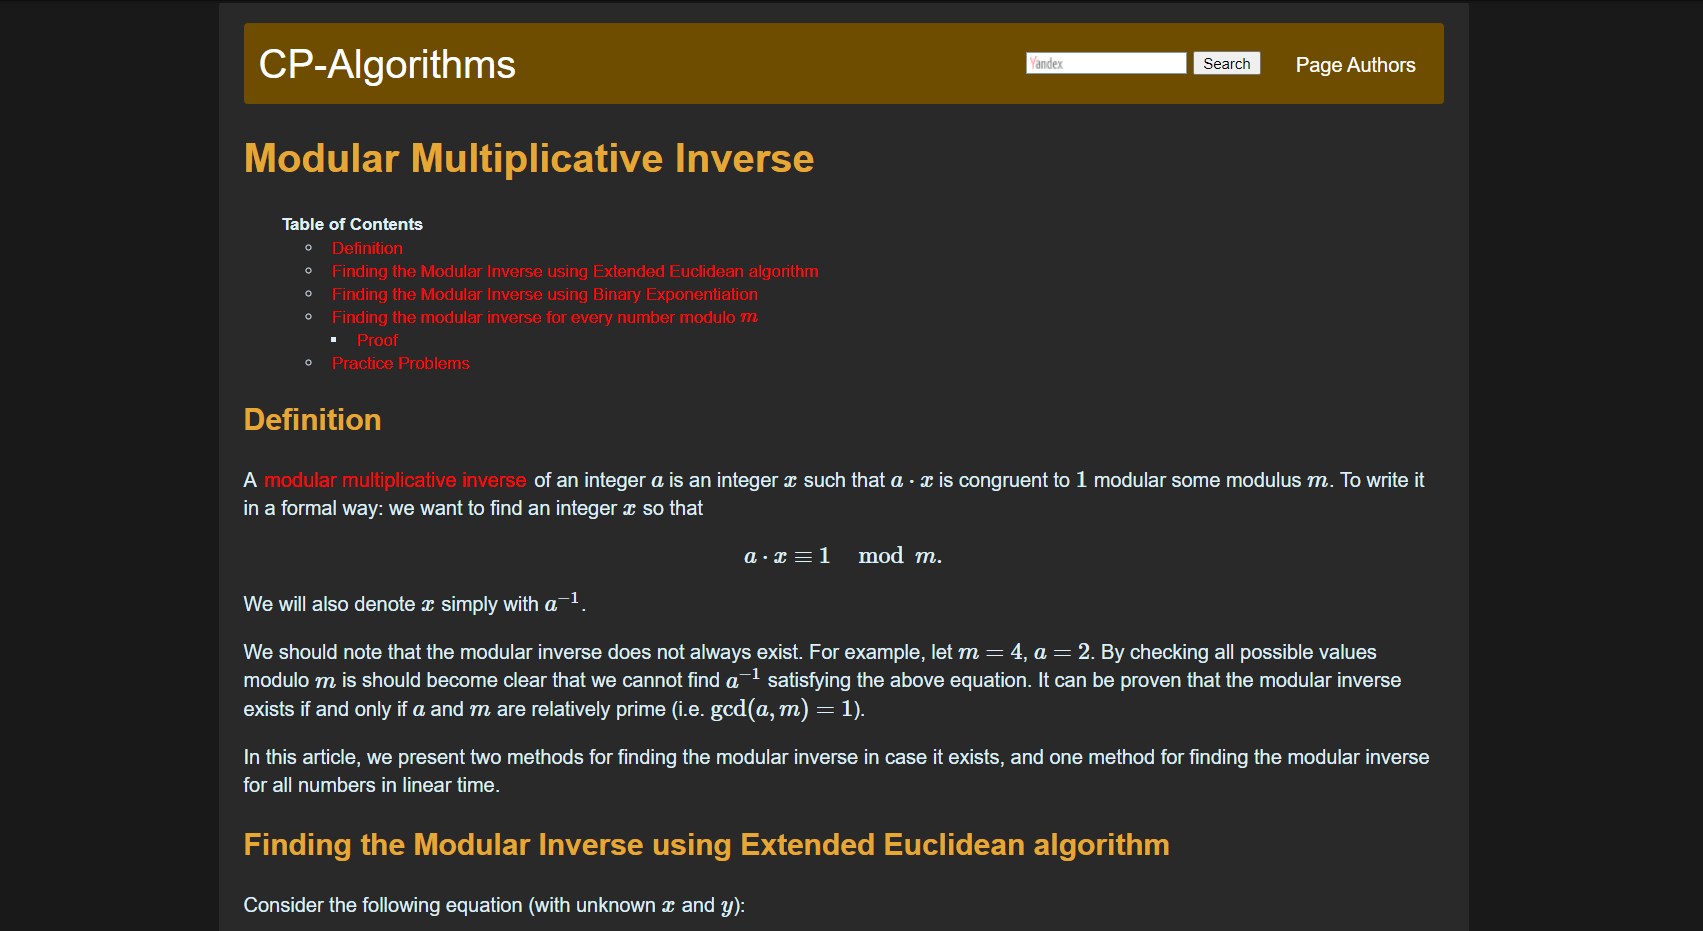 CP-Algorithms
Yandex
Search
Page Authors
Modular Multiplicative Inverse
Table of Contents
Definition
Finding the Modular Inverse using Extended Euclidean algorithm
Finding the Modular Inverse using Binary Exponentiation
Finding the modular inverse for every number modulo m
Proof
Practice Problems
Definition
A modular multiplicative inverse of an integer a is an integer x such that a · x is congruent to 1 modular some modulus m. To write it
in a formal way: we want to find an integer x so that
a · x ≡ 1 mod m.
We will also denote x simply with a⁻¹.
We should note that the modular inverse does not always exist. For example, let m = 4, a = 2. By checking all possible values
modulo m is should become clear that we cannot find a⁻¹ satisfying the above equation. It can be proven that the modular inverse
exists if and only if a and m are relatively prime (i.e. gcd(a, m) = 1).
In this article, we present two methods for finding the modular inverse in case it exists, and one method for finding the modular inverse
for all numbers in linear time.
Finding the Modular Inverse using Extended Euclidean algorithm
Consider the following equation (with unknown x and y):